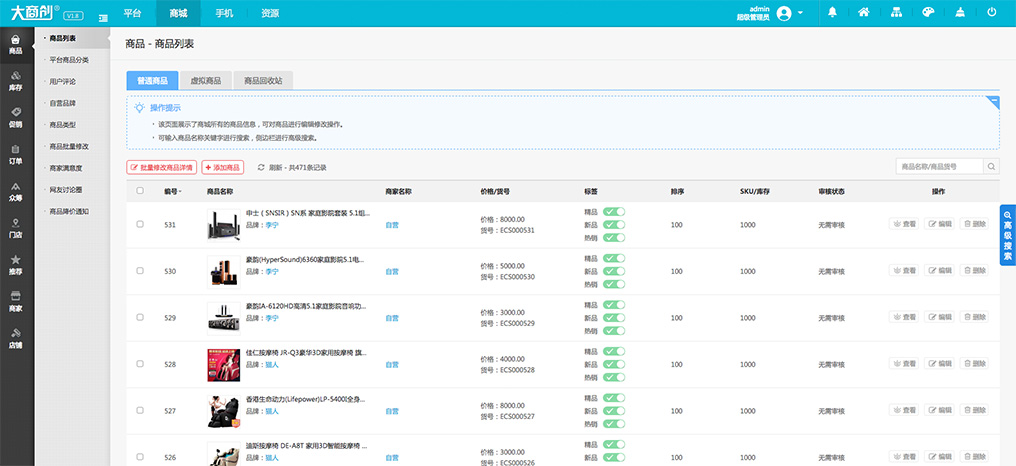 大商创® V1.8 平台 商城 手机 资源 admin 超级管理员
商品
库存
促销
订单
众筹
门店
推荐
商家
店铺
商品列表
平台商品分类
用户评论
自营品牌
商品类型
商品批量修改
商家满意度
网友讨论圈
商品降价通知
商品 - 商品列表
普通商品 虚拟商品 商品回收站
操作提示
该页面展示了商城所有的商品信息，可对商品进行编辑修改操作。
可输入商品名称关键字进行搜索，侧边栏进行高级搜索。
批量修改商品详情 + 添加商品 刷新 - 共471条记录 商品名称/商品货号
编号 商品名称 商家名称 价格/货号 标签 排序 SKU/库存 审核状态 操作
531 申士（SNSIR）SN系 家庭影院套装 5.1组...
品牌：李宁 自营 价格：8000.00
货号：ECS000531 精品
新品
热销 100 1000 无需审核 查看 编辑 删除
530 豪韵(HyperSound)6360家庭影院5.1电...
品牌：李宁 自营 价格：5000.00
货号：ECS000530 精品
新品
热销 100 1000 无需审核 查看 编辑 删除
529 豪韵IA-6120HD高清5.1家庭影院音响功...
品牌：李宁 自营 价格：3000.00
货号：ECS000529 精品
新品
热销 100 1000 无需审核 查看 编辑 删除
528 佳仁按摩椅 JR-Q3豪华3D家用按摩椅 旗...
品牌：猫人 自营 价格：4000.00
货号：ECS000528 精品
新品
热销 100 1000 无需审核 查看 编辑 删除
527 香港生命动力(Lifepower)LP-5400I全身...
品牌：猫人 自营 价格：8000.00
货号：ECS000527 精品
新品
热销 100 1000 无需审核 查看 编辑 删除
526 迪斯按摩椅 DE-A8T 家用3D智能按摩椅 ...
品牌：猫人 自营 价格：3000.00
货号：ECS000526 精品
新品 100 1000 无需审核 查看 编辑 删除
高级搜索